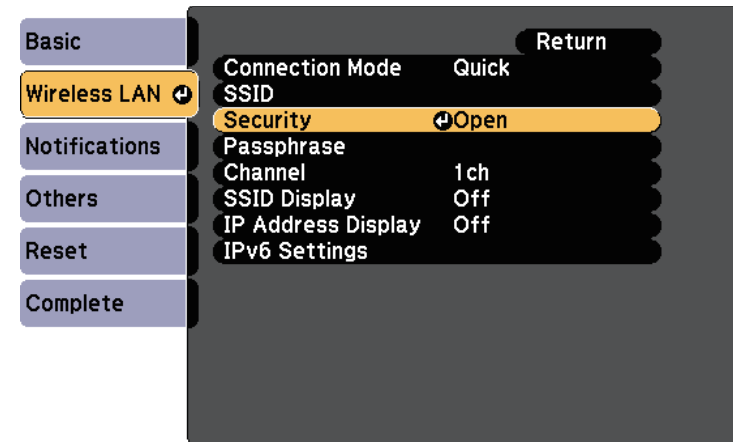 Basic
Wireless LAN
Notifications
Others
Reset
Complete
Return
Connection Mode Quick
SSID
Security Open
Passphrase
Channel 1ch
SSID Display Off
IP Address Display Off
IPv6 Settings